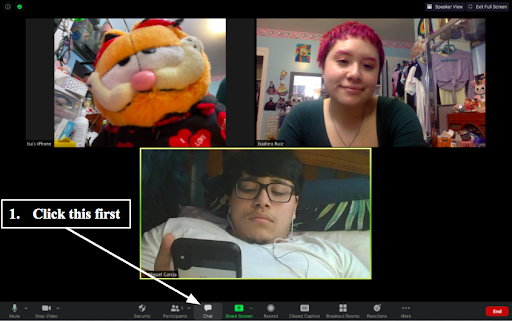 Speaker View Exit Full Screen
Isa's iPhone
Isadora Ruiz
1. Click this first
Miguel Garcia
Mute
Stop Video
Security
Participants
3
Chat
Share Screen
Record
Closed Caption
Breakout Rooms
Reactions
More
End